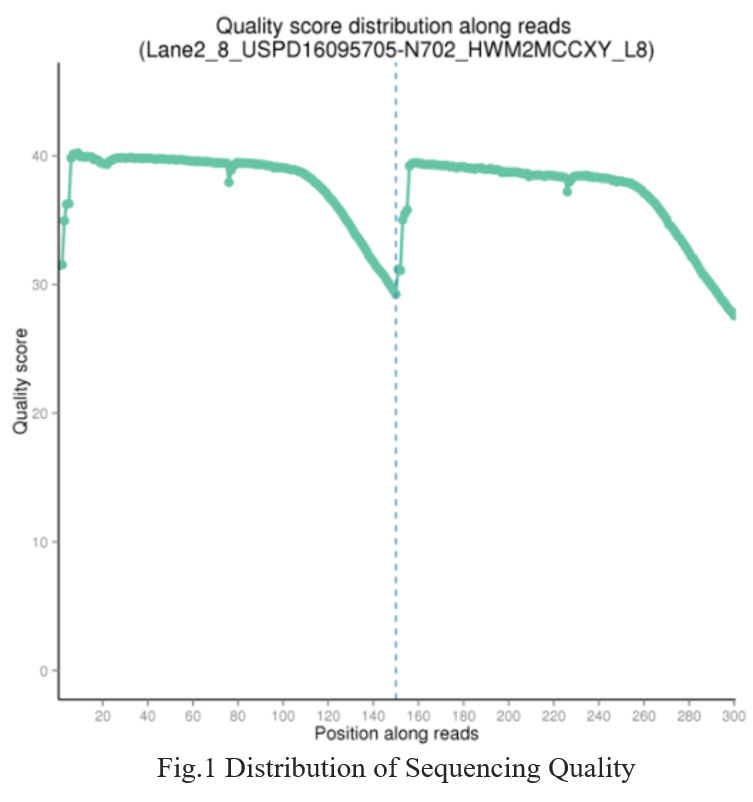 Quality score distribution along reads
(Lane2_8_USPD16095705-N702_HWM2MCCXY_L8)
40
30
20
10
0
Quality score
20 40 60 80 100 120 140 160 180 200 220 240 260 280 300
Position along reads
Fig.1 Distribution of Sequencing Quality